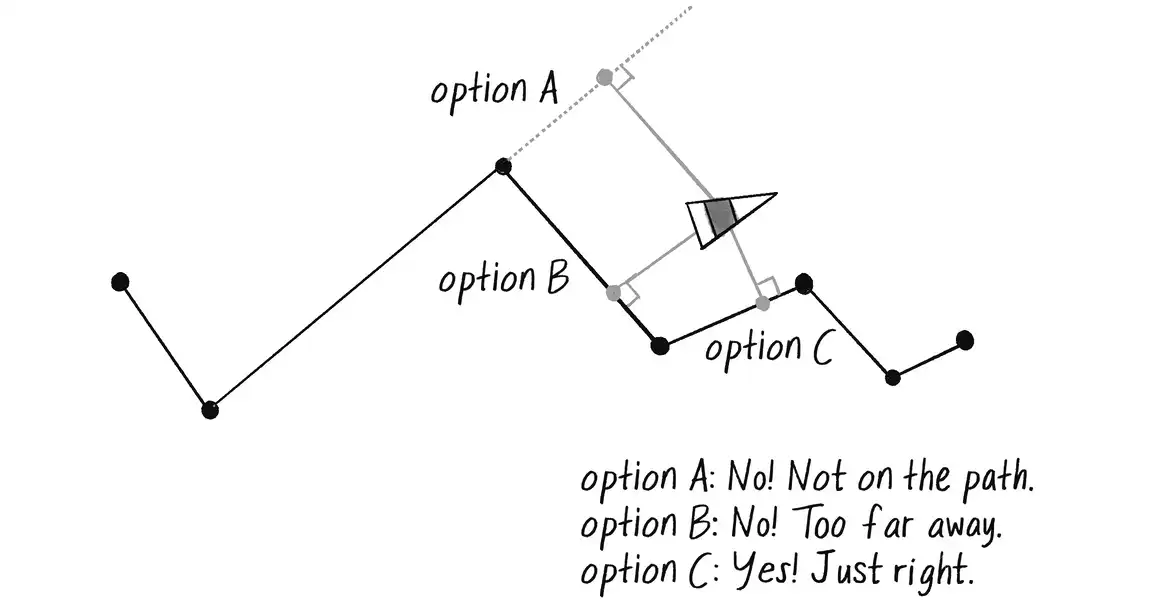 option A
option B
option C
option A: No! Not on the path.
option B: No! Too far away.
option C: Yes! Just right.